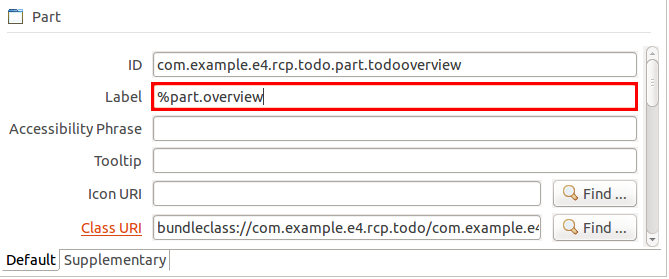 Part
ID com.example.e4.rcp.todo.part.todooverview
Label %part.overview
Accessibility Phrase
Tooltip
Icon URI Find ...
Class URI bundleclass://com.example.e4.rcp.todo/com.example.e4 Find ...
Default Supplementary